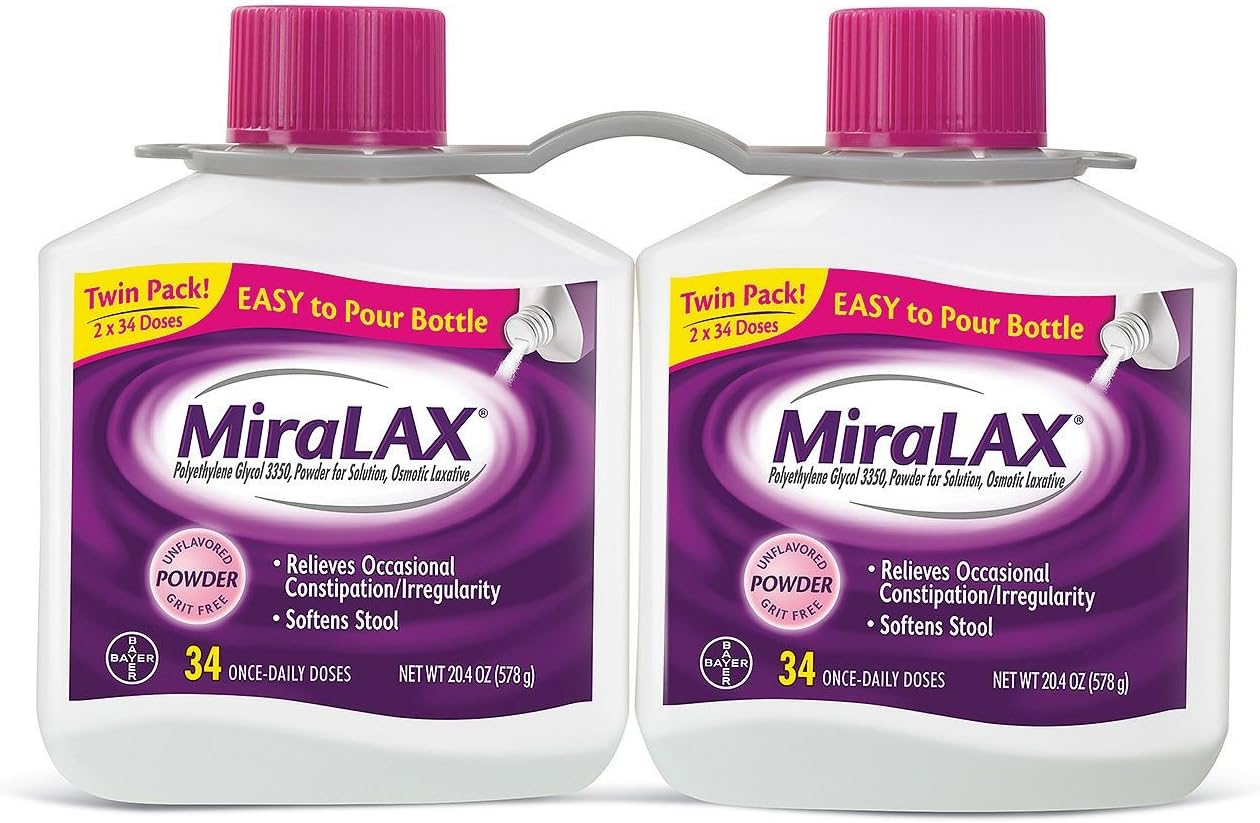 Twin Pack!
2 x 34 Doses
EASY to Pour Bottle
MiraLAX®
Polyethylene Glycol 3350, Powder for Solution, Osmotic Laxative
UNFLAVORED
POWDER
GRIT FREE
• Relieves Occasional
Constipation/Irregularity
• Softens Stool
BAYER
BAYER
34 ONCE-DAILY DOSES
NET WT 20.4 OZ (578 g)
Twin Pack!
2 x 34 Doses
EASY to Pour Bottle
MiraLAX®
Polyethylene Glycol 3350, Powder for Solution, Osmotic Laxative
UNFLAVORED
POWDER
GRIT FREE
• Relieves Occasional
Constipation/Irregularity
• Softens Stool
BAYER
BAYER
34 ONCE-DAILY DOSES
NET WT 20.4 OZ (578 g)